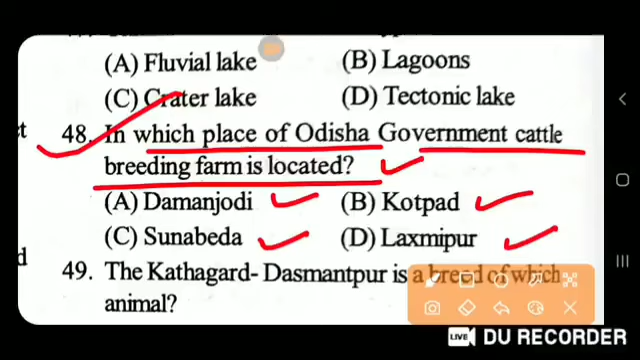 (A) Fluvial lake (B) Lagoons
(C) Crater lake (D) Tectonic lake
48. In which place of Odisha Government cattle
breeding farm is located?
(A) Damanjodi (B) Kotpad
(C) Sunabeda (D) Laxmipur
49. The Kathagard- Dasmantpur is a breed of which
animal?
LIVE DU RECORDER